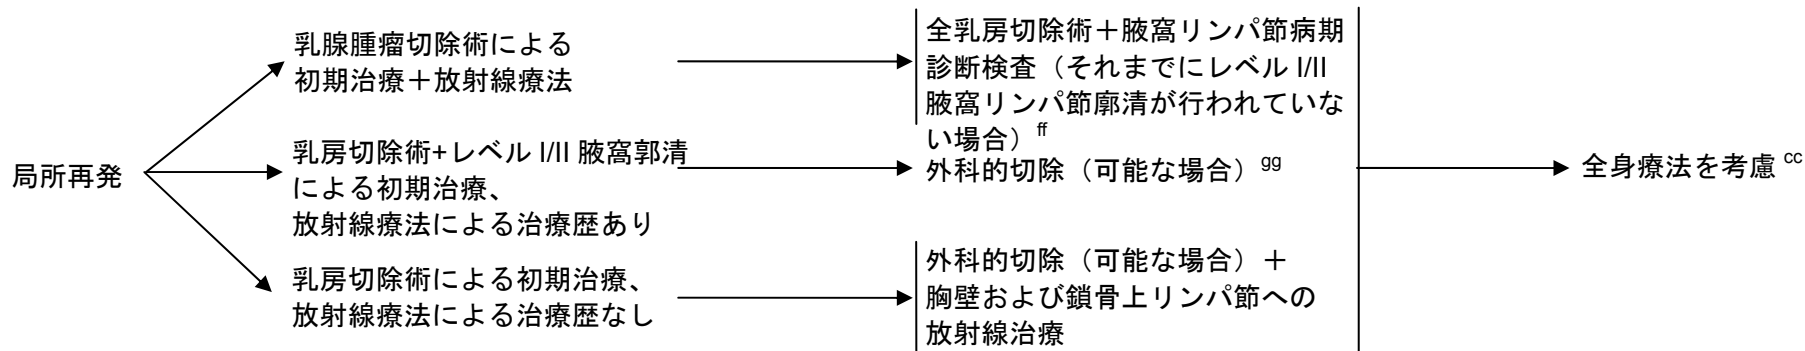 局所再発
乳腺腫瘤切除術による
初期治療＋放射線療法
乳房切除術+レベル I/II 腋窩郭清
による初期治療、
放射線療法による治療歴あり
乳房切除術による初期治療、
放射線療法による治療歴なし
全乳房切除術＋腋窩リンパ節病期
診断検査（それまでにレベル I/II
腋窩リンパ節廓清が行われていな
い場合）ff
外科的切除（可能な場合）gg
外科的切除（可能な場合）＋
胸壁および鎖骨上リンパ節への
放射線治療
全身療法を考慮 cc